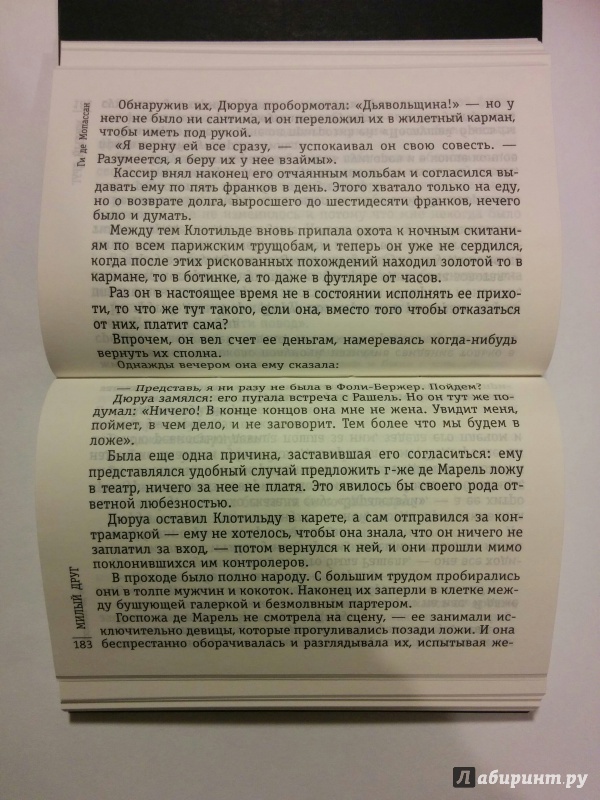 Ги де Мопассан
Обнаружив их, Дюруа пробормотал: «Дьявольщина!» — но у
него не было ни сантима, и он переложил их в жилетный карман,
чтобы иметь под рукой.
«Я верну ей все сразу, — успокаивал он свою совесть. —
Разумеется, я беру их у нее взаймы».
Кассир внял наконец его отчаянным мольбам и согласился вы-
давать ему по пять франков в день. Этого хватало только на еду,
но о возврате долга, выросшего до шестидесяти франков, нечего
было и думать.
Между тем Клотильде вновь припала охота к ночным скитани-
ям по всем парижским трущобам, и теперь он уже не сердился,
когда после этих рискованных похождений находил золотой то в
кармане, то в ботинке, а то даже в футляре от часов.
Раз он в настоящее время не в состоянии исполнять ее прихо-
ти, то что же тут такого, если она, вместо того чтобы отказаться
от них, платит сама?
Впрочем, он вел счет ее деньгам, намереваясь когда-нибудь
вернуть их сполна.
Однажды вечером она ему сказала:
— Представь, я ни разу не была в Фоли-Бержер. Пойдем?
Дюруа замялся: его пугала встреча с Рашель. Но он тут же по-
думал: «Ничего! В конце концов она мне не жена. Увидит меня,
поймет, в чем дело, и не заговорит. Тем более что мы будем в
ложе».
Была еще одна причина, заставившая его согласиться: ему
представлялся удобный случай предложить г-же де Марель ложу
в театр, ничего за нее не платя. Это явилось бы своего рода от-
ветной любезностью.
Дюруа оставил Клотильду в карете, а сам отправился за кон-
трамаркой — ему не хотелось, чтобы она знала, что он ничего не
заплатил за вход, — потом вернулся к ней, и они прошли мимо
поклонившихся им контролеров.
В проходе было полно народу. С большим трудом пробирались
они в толпе мужчин и кокоток. Наконец их заперли в клетке меж-
ду бушующей галеркой и безмолвным партером.
Госпожа де Марель не смотрела на сцену, — ее занимали ис-
ключительно девицы, которые прогуливались позади ложи. И она
беспрестанно оборачивалась и разглядывала их, испытывая же-
МИЛЫЙ ДРУГ
183
Лабиринт.ру